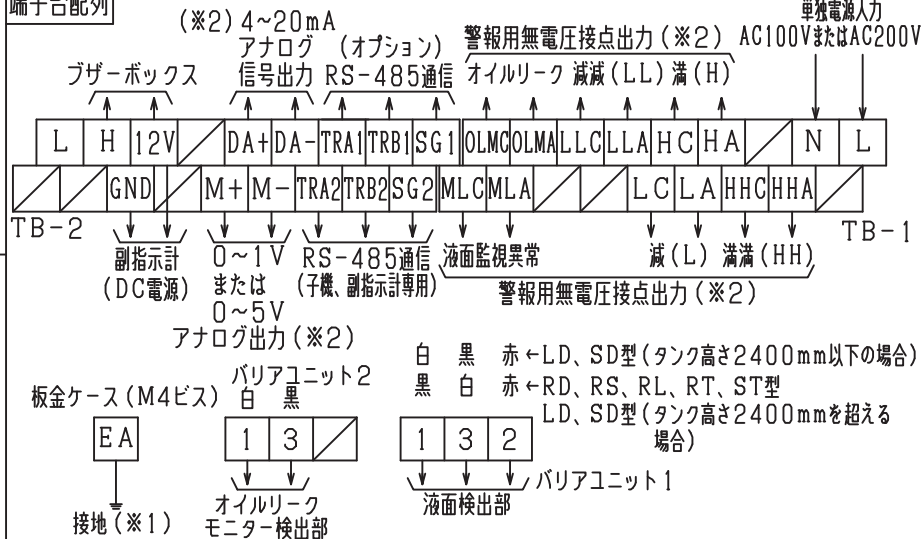 端子台配列
単独電源入力
AC100VまたはAC200V
(※2)4~20mA
アナログ
信号出力
(オプション)
RS-485通信
警報用無電圧接点出力(※2)
オイルリーク 減減(LL) 満(H)
ブザーボックス
L H 12V DA+ DA- TRA1 TRB1 SG1 OLMC OLMA LLC LLA HC HA N L
GND M+ M- TRA2 TRB2 SG2 MLC MLA LC LA HHC HHA
TB-2
TB-1
副指示計
(DC電源)
0~1V
または
0~5V
アナログ出力(※2)
RS-485通信
(子機、副指示計専用)
液面監視異常 減(L) 満満(HH)
警報用無電圧接点出力(※2)
白 黒 赤←LD、SD型(タンク高さ2400mm以下の場合)
黒 白 赤←RD、RS、RL、RT、ST型
LD、SD型(タンク高さ2400mmを超える
場合)
板金ケース(M4ビス)
EA
接地(※1)
バリアユニット2
白 黒
1 3
オイルリーク
モニター検出部
1 3 2
バリアユニット1
液面検出部